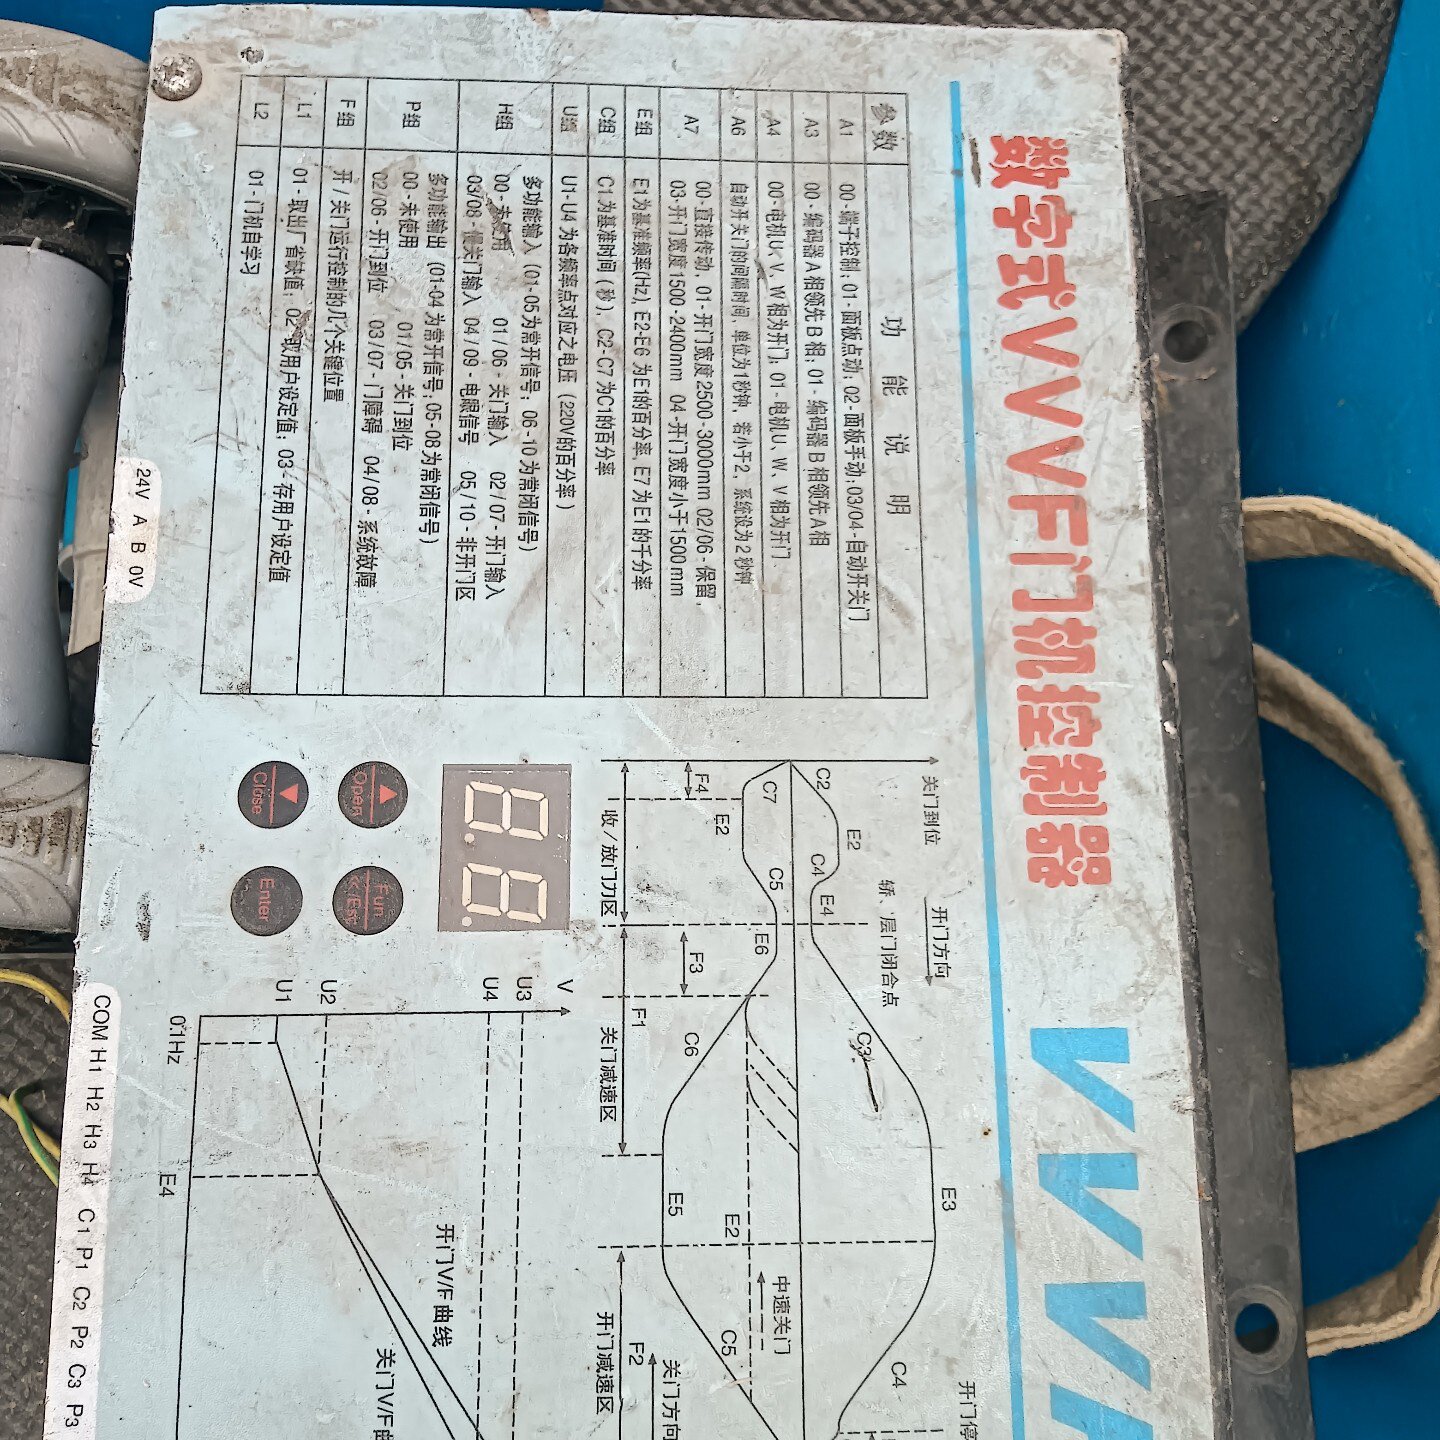 数字式VVVF门机控制器
VVV
参数 功能说明
A1 00-端子控制; 01-面板点动; 02-面板手动; 03/04-自动开关门
A3 00-编码器A相领先B相; 01-编码器B相领先A相
A4 00-电机U、V、W相为开门; 01-电机U、W、V相为开门
A6 自动开关门的间隔时间，单位为1秒钟，若小于2，系统设为2秒钟
A7 00-直接传动, 01-开门宽度2500-3000mm 02/06-保留,
03-开门宽度1500-2400mm 04-开门宽度小于1500mm
E组 E1为基准频率(Hz), E2-E6为E1的百分率, E7为E1的千分率
C组 C1为基准时间(秒), C2-C7为C1的百分率
U组 U1-U4为各频率点对应之电压 (220V的百分率)
H组 多功能输入 (01-05为常开信号; 06-10为常闭信号)
00-未使用 01/06-关门输入 02/07-开门输入
03/08-慢关门输入 04/09-电眼信号 05/10-非开门区
P组 多功能输出 (01-04为常开信号; 05-08为常闭信号)
00-未使用 01/05-关门到位
02/06-开门到位 03/07-门障碍 04/08-系统故障
F组 开/关门运行控制的几个关键位置
L1 01-取出厂省缺值; 02-取用户设定值; 03-存用户设定值
L2 01-门机自学习
24V A B 0V
关门到位
开门方向
轿、层门闭合点
开门停
C2 E2 C4 E4 C3 E3 C4
C7 E2 C5 E6 C6 E5 E2 C5
中速关门
F4
F3
收/放门力区
F1
关门减速区
F2
开门减速区
关门方向
8.8.
Open
Close
Fun
Esc
Enter
V
U3
U4
U2
U1
0.1Hz
E4
开门V/F曲线
关门V/F曲
COM H1 H2 H3 H4 C1 P1 C2 P2 C3 P3